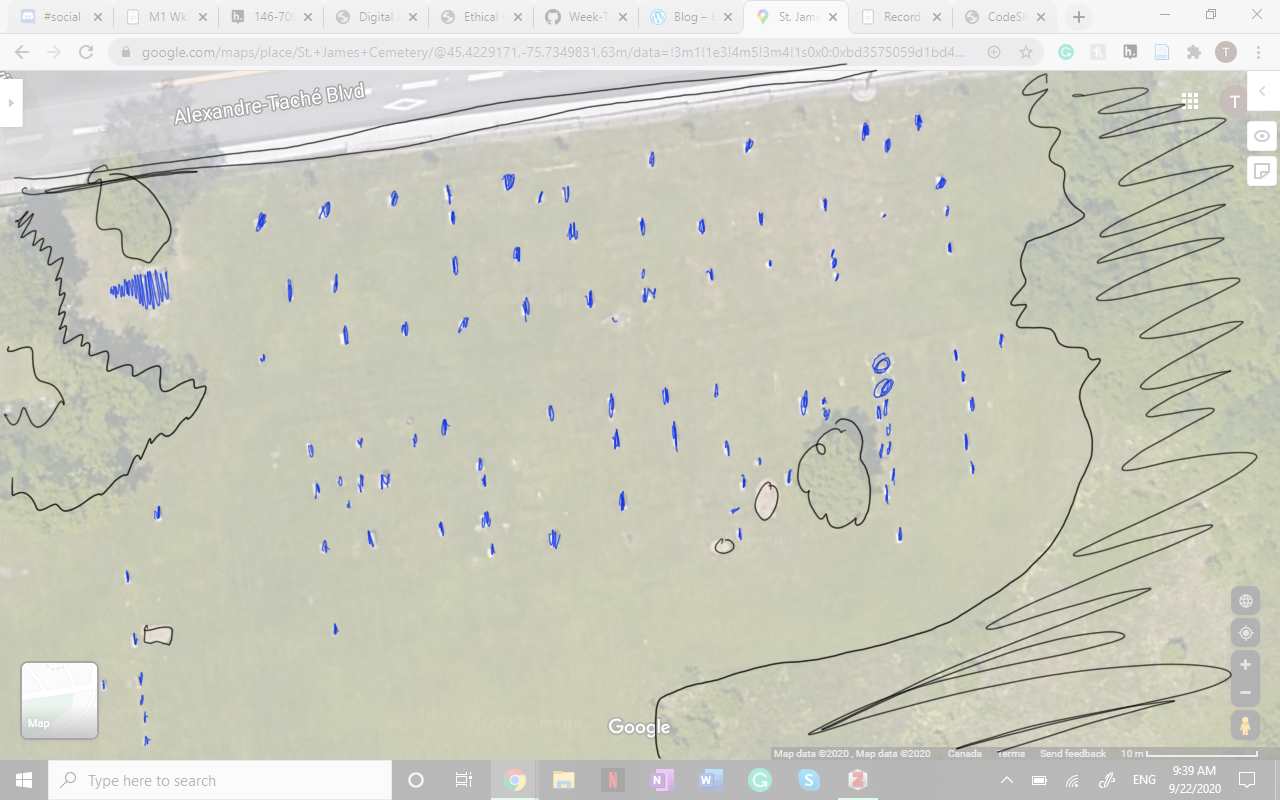 #social
M1 Wk
146-70
Digital
Ethical
Week-T
Blog –
St. Jame
Record
CodeSh
google.com/maps/place/St.+James+Cemetery/@45.4229171,-75.7349831,63m/data=!3m1!1e3!4m5!3m4!1s0x0:0xbd3575059d1bd4...
Alexandre-Taché Blvd
T
Map
Google
Map data ©2020 , Map data ©2020 Canada Terms Send feedback 10 m
Type here to search
ENG
9:39 AM
9/22/2020